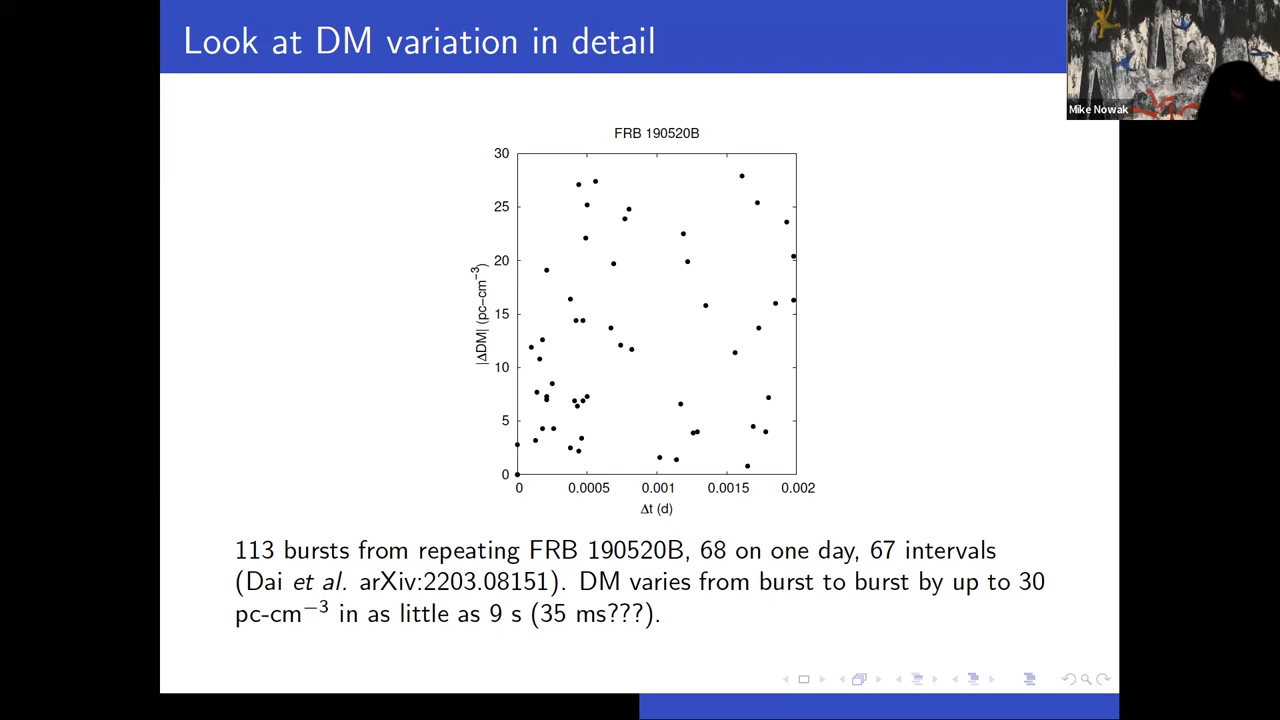 Look at DM variation in detail
Mike Nowak
FRB 190520B
30
25
20
15
10
5
0
|ΔDM| (pc−cm⁻³)
0 0.0005 0.001 0.0015 0.002
Δt (d)
113 bursts from repeating FRB 190520B, 68 on one day, 67 intervals
(Dai et al. arXiv:2203.08151). DM varies from burst to burst by up to 30
pc-cm⁻³ in as little as 9 s (35 ms???).